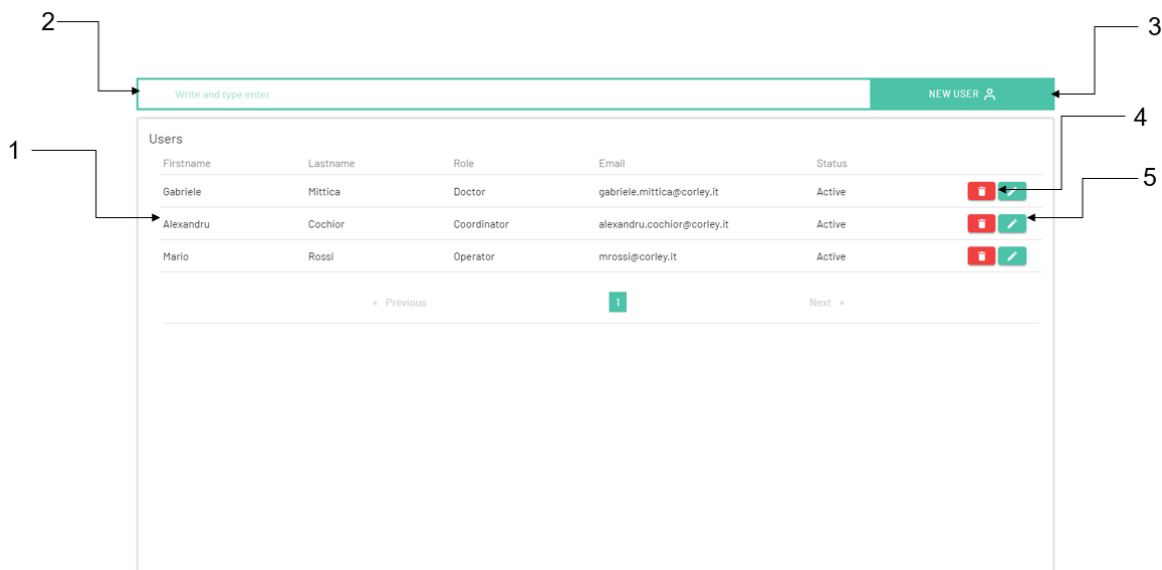 2
3
Write and type enter NEW USER
4
Users
1
Firstname Lastname Role Email Status
5
Gabriele Mittica Doctor gabriele.mittica@corley.it Active
Alexandru Cochior Coordinator alexandru.cochior@corley.it Active
Mario Rossi Operator mrossi@corley.it Active
« Previous 1 Next »